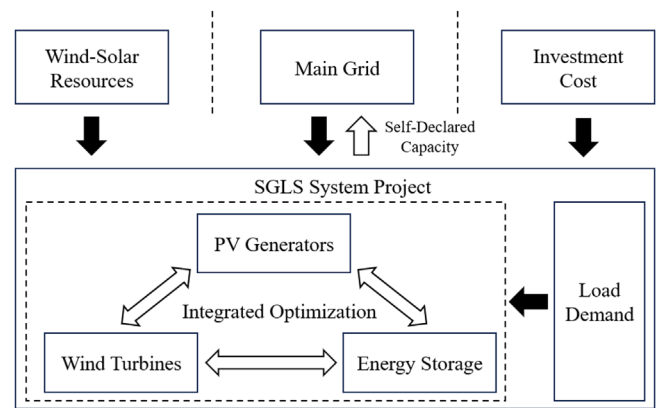 Wind-Solar
Resources
Main Grid
Investment
Cost
Self-Declared
Capacity
SGLS System Project
PV Generators
Integrated Optimization
Wind Turbines
Energy Storage
Load
Demand